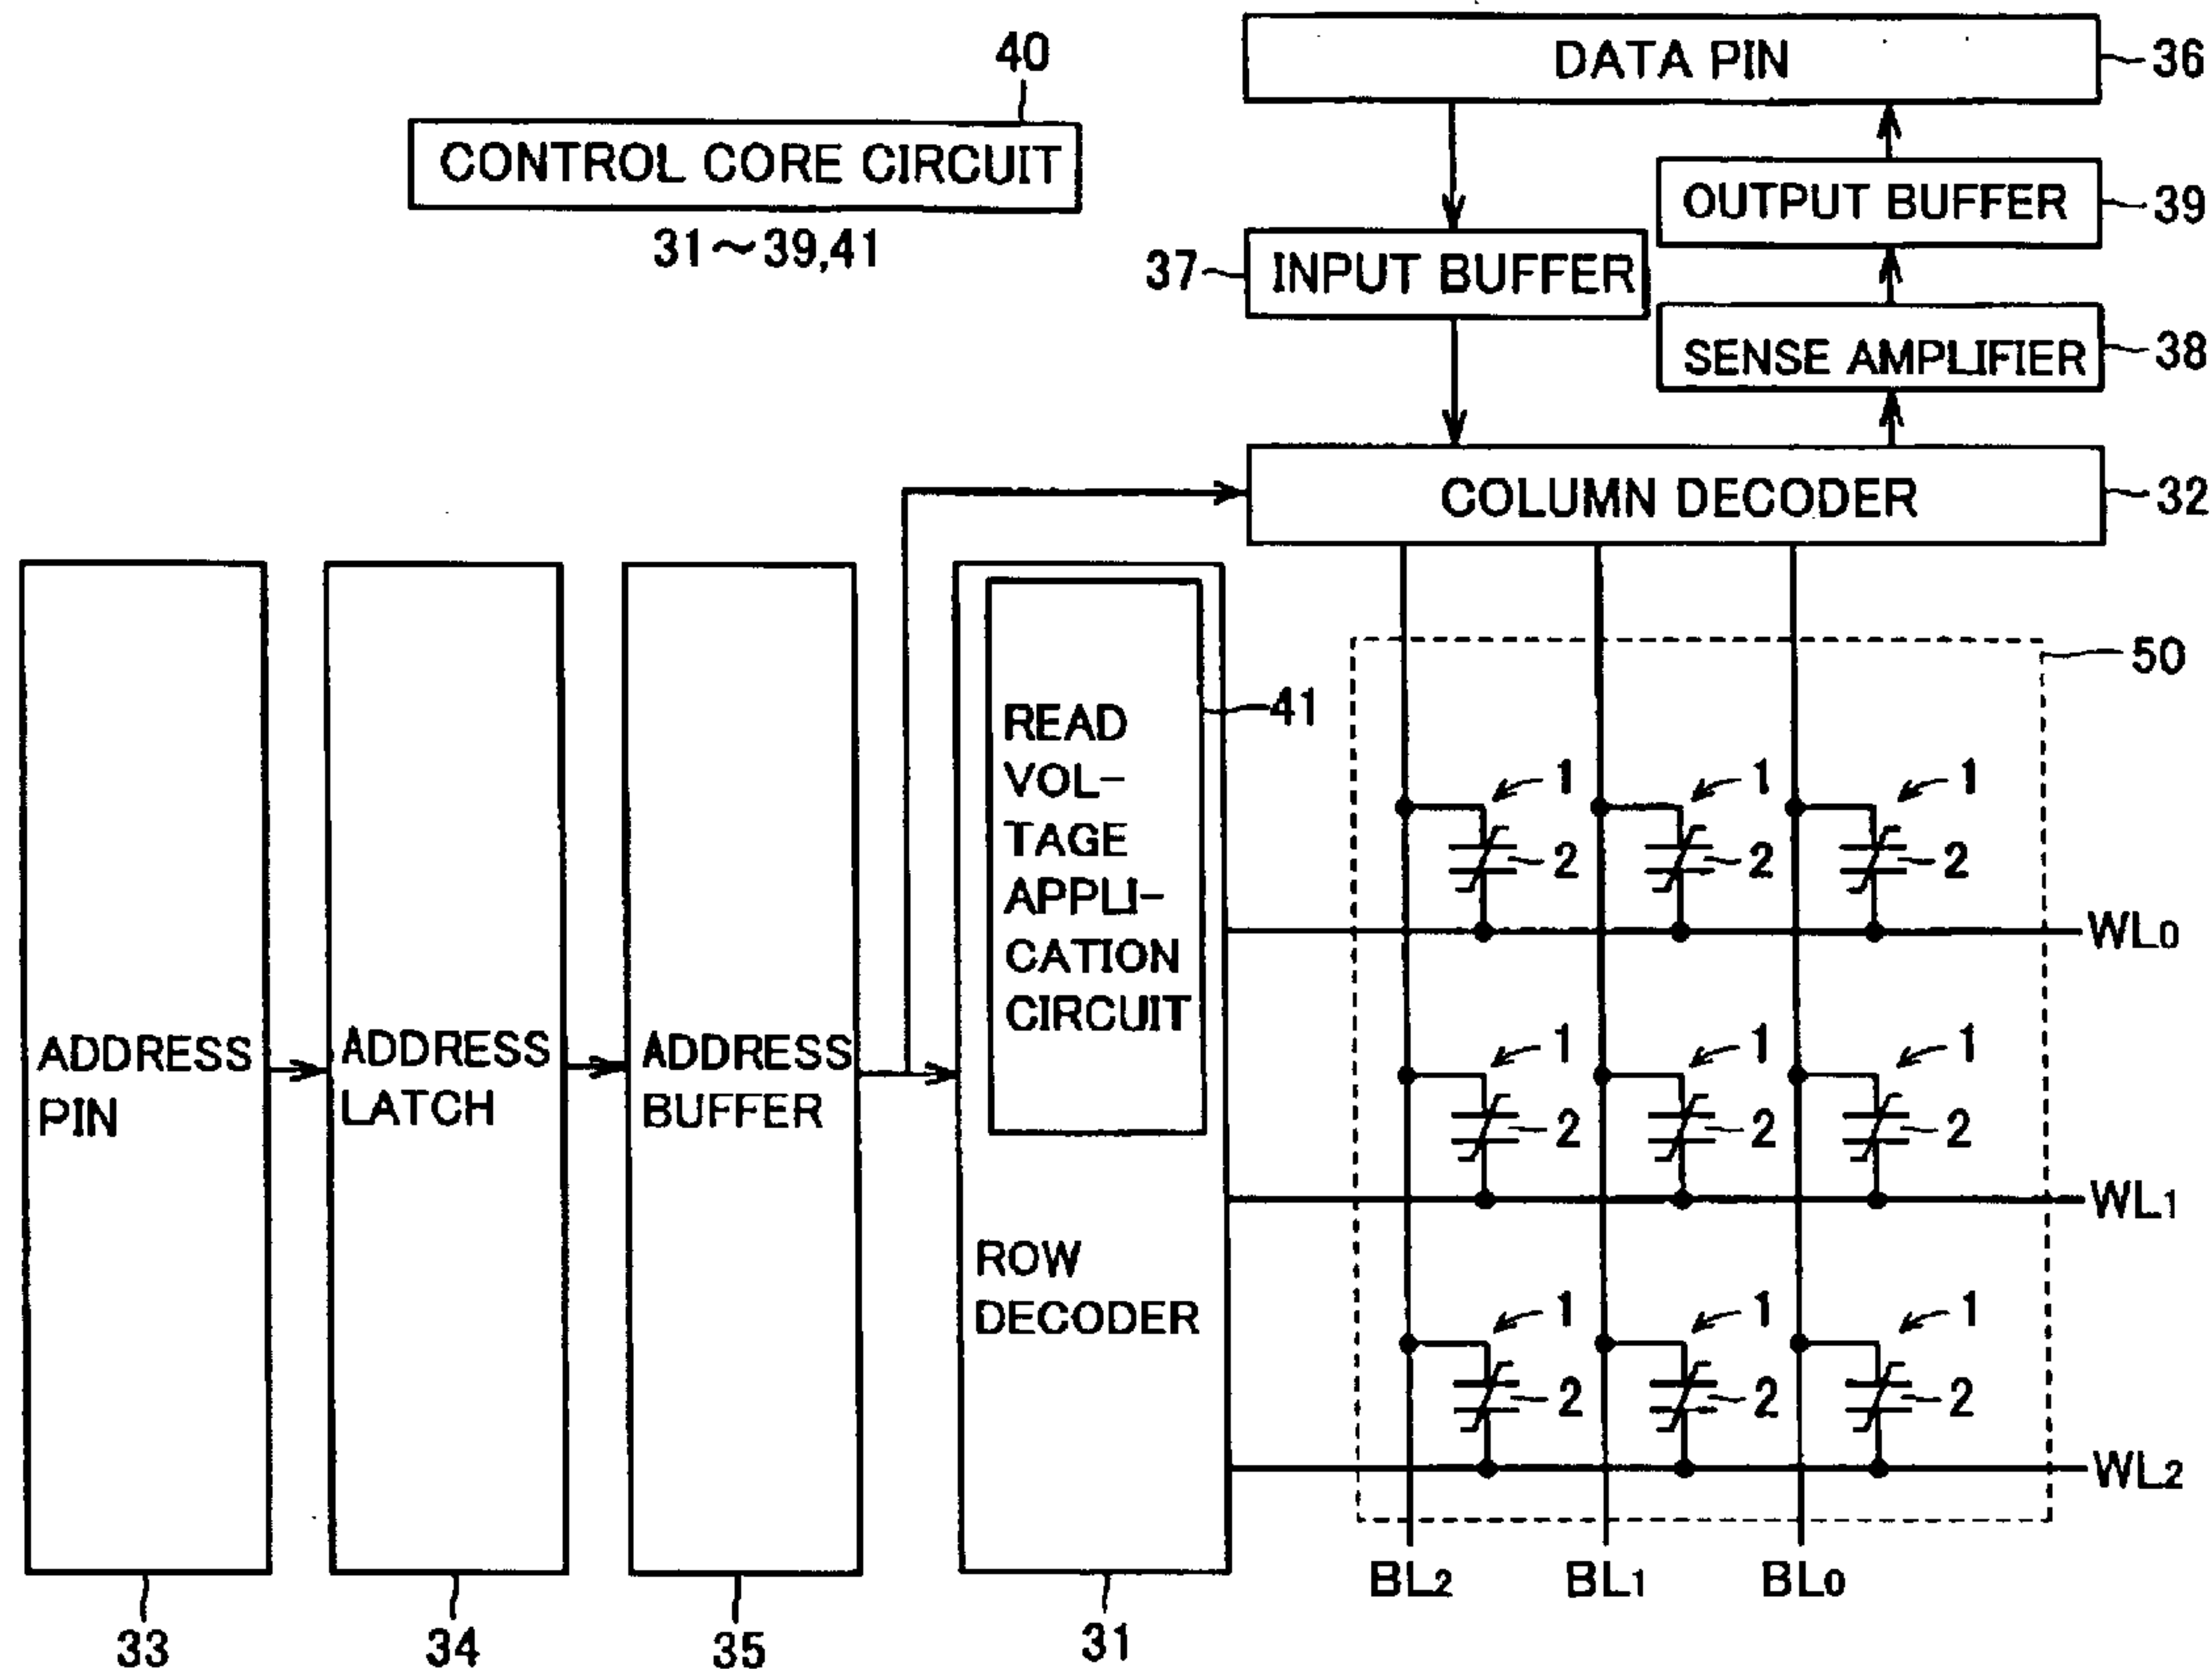 40
CONTROL CORE CIRCUIT
31～39,41
DATA PIN
36
OUTPUT BUFFER
39
37
INPUT BUFFER
SENSE AMPLIFIER
38
COLUMN DECODER
32
50
READ
VOL-
TAGE
APPLI-
CATION
CIRCUIT
41
1 1 1
2 2 2
WL0
ADDRESS
PIN
ADDRESS
LATCH
ADDRESS
BUFFER
1 1 1
2 2 2
WL1
ROW
DECODER
1 1 1
2 2 2
WL2
BL2 BL1 BL0
33 34 35 31